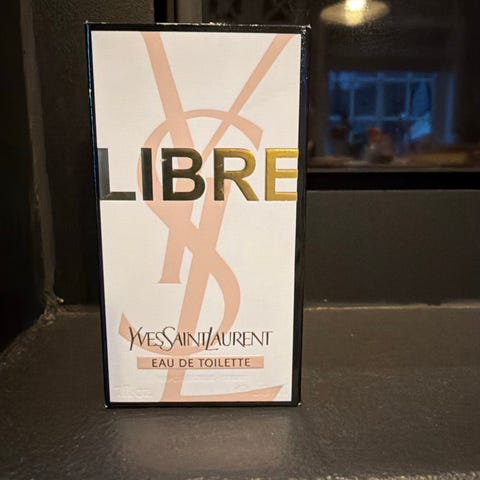 LIBRE
YVESSAINTLAURENT
EAU DE TOILETTE